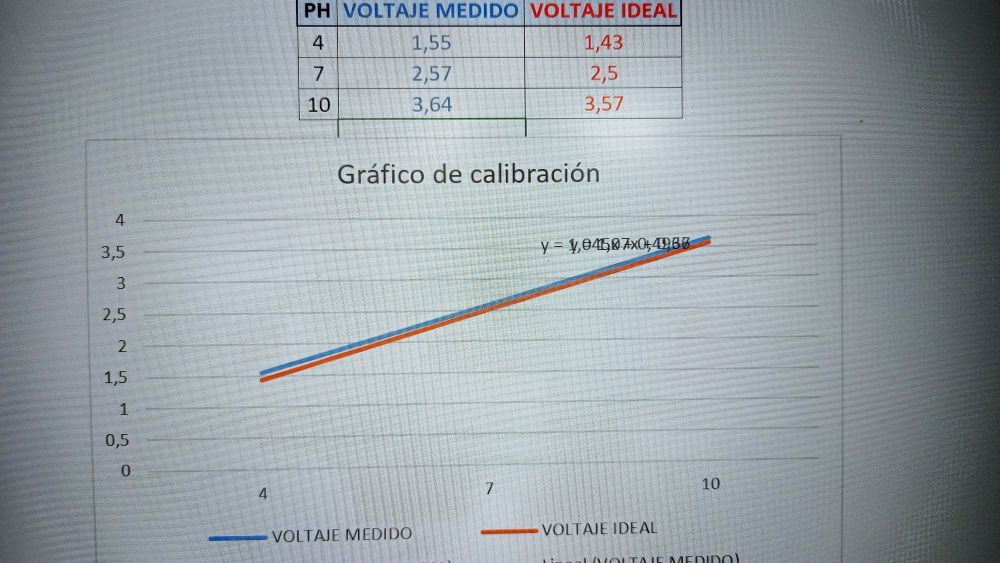 PH VOLTAJE MEDIDO VOLTAJE IDEAL
4 1,55 1,43
7 2,57 2,5
10 3,64 3,57
Gráfico de calibración
4
3,5
3
2,5
2
1,5
1
0,5
0
4 7 10
VOLTAJE MEDIDO VOLTAJE IDEAL
Lineal (VOLTAJE MEDIDO)